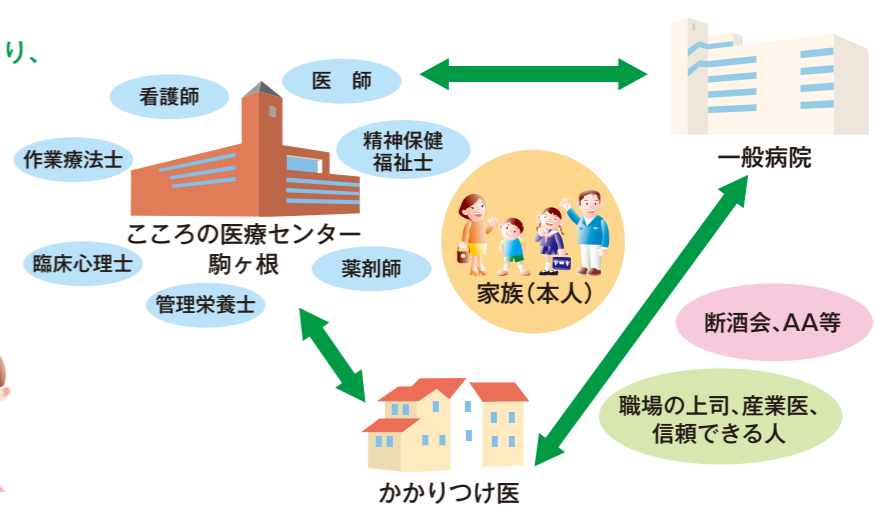 り、
看護師
医　師
作業療法士
精神保健
福祉士
一般病院
こころの医療センター
駒ヶ根
臨床心理士
薬剤師
管理栄養士
家族（本人）
断酒会、AA等
職場の上司、産業医、
信頼できる人
かかりつけ医